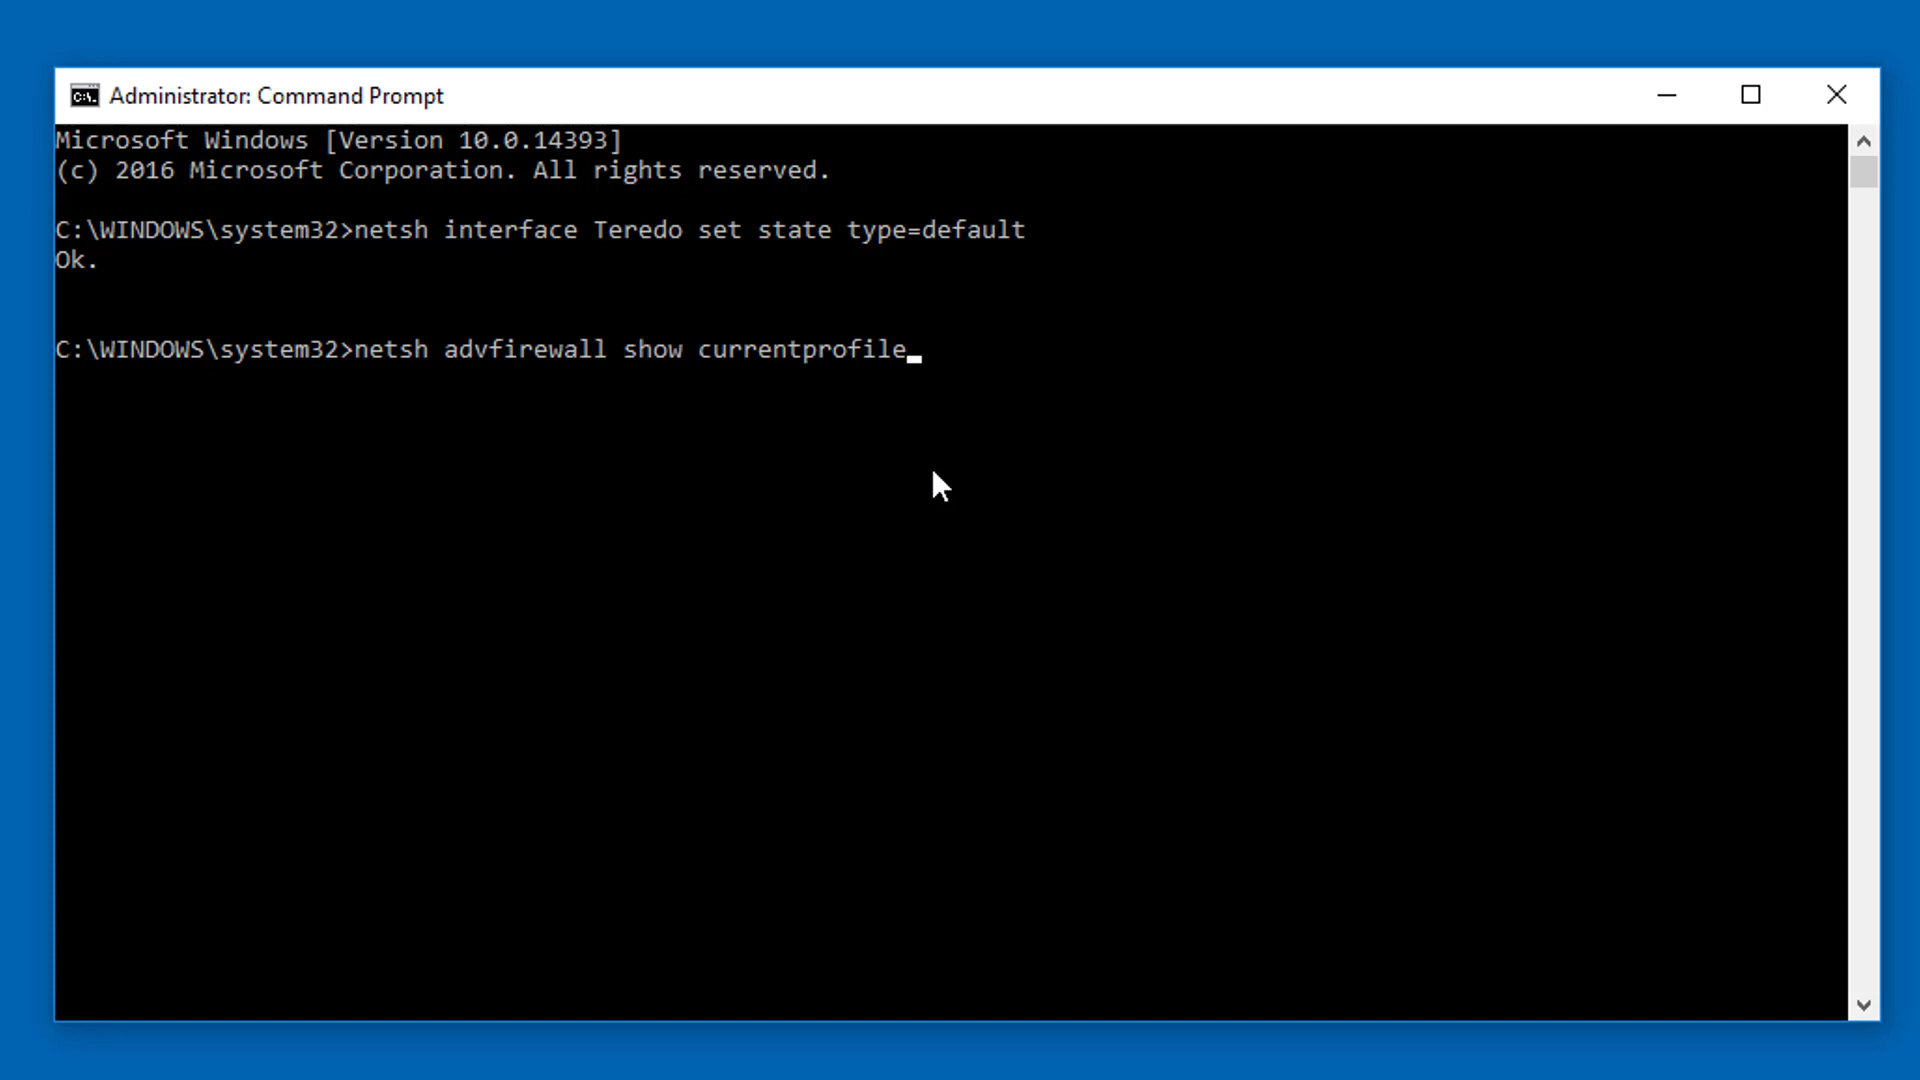 Administrator: Command Prompt
Microsoft Windows [Version 10.0.14393]
(c) 2016 Microsoft Corporation. All rights reserved.
C:\WINDOWS\system32>netsh interface Teredo set state type=default
Ok.
C:\WINDOWS\system32>netsh advfirewall show currentprofile